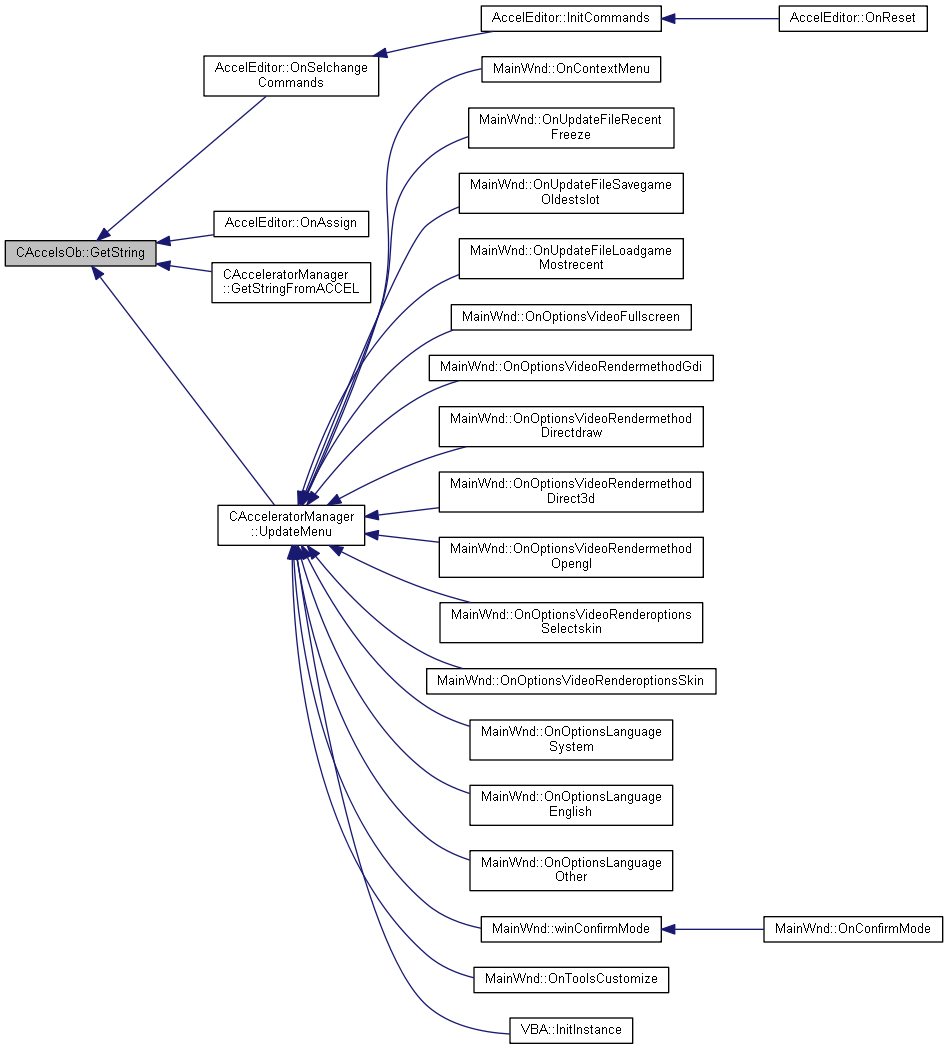 AccelEditor::InitCommands
AccelEditor::OnReset
AccelEditor::OnSelchange
Commands
MainWnd::OnContextMenu
MainWnd::OnUpdateFileRecent
Freeze
MainWnd::OnUpdateFileSavegame
Oldestslot
AccelEditor::OnAssign
CAccelsOb::GetString
MainWnd::OnUpdateFileLoadgame
Mostrecent
CAcceleratorManager
::GetStringFromACCEL
MainWnd::OnOptionsVideoFullscreen
MainWnd::OnOptionsVideoRendermethodGdi
MainWnd::OnOptionsVideoRendermethod
Directdraw
MainWnd::OnOptionsVideoRendermethod
Direct3d
CAcceleratorManager
::UpdateMenu
MainWnd::OnOptionsVideoRendermethod
Opengl
MainWnd::OnOptionsVideoRenderoptions
Selectskin
MainWnd::OnOptionsVideoRenderoptionsSkin
MainWnd::OnOptionsLanguage
System
MainWnd::OnOptionsLanguage
English
MainWnd::OnOptionsLanguage
Other
MainWnd::winConfirmMode
MainWnd::OnConfirmMode
MainWnd::OnToolsCustomize
VBA::InitInstance